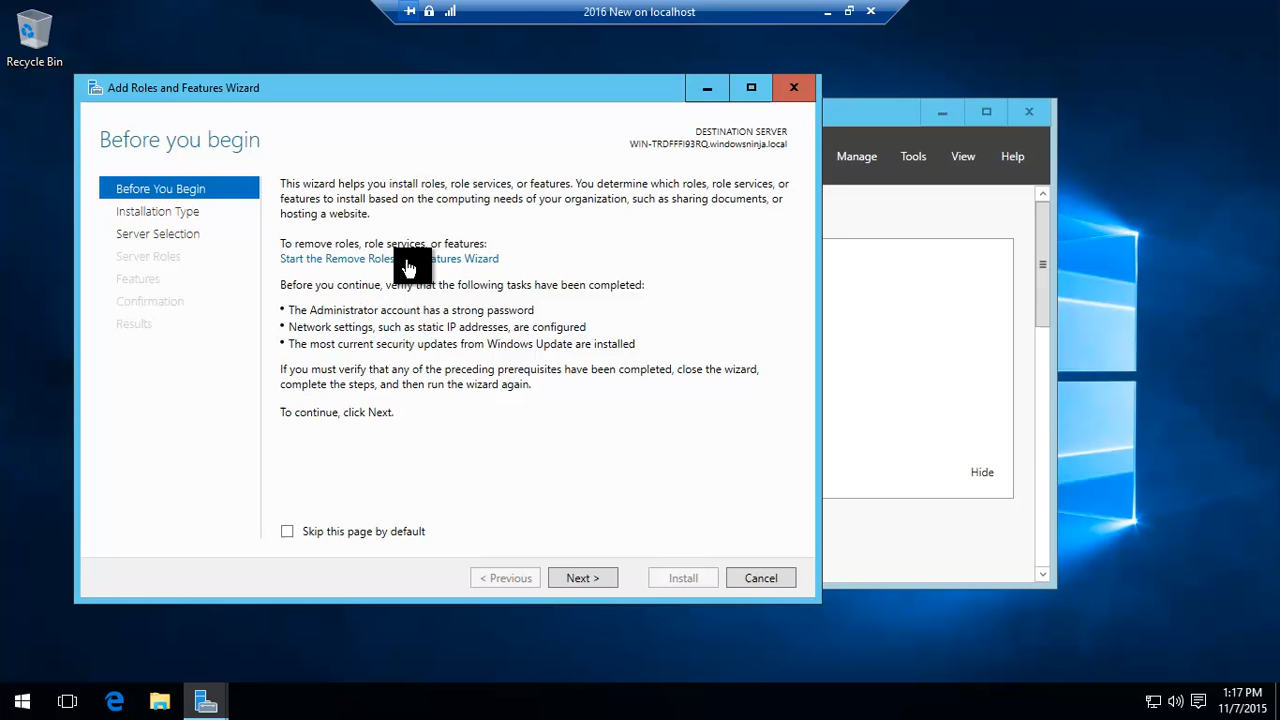 2016 New on localhost
Recycle Bin
Add Roles and Features Wizard
Before you begin
DESTINATION SERVER
WIN-TRDFFFI93RQ.windowsninja.local
Manage Tools View Help
Before You Begin
Installation Type
Server Selection
Server Roles
Features
Confirmation
Results
This wizard helps you install roles, role services, or features. You determine which roles, role services, or
features to install based on the computing needs of your organization, such as sharing documents, or
hosting a website.
To remove roles, role services, or features:
Start the Remove Roles Features Wizard
Before you continue, verify that the following tasks have been completed:
• The Administrator account has a strong password
• Network settings, such as static IP addresses, are configured
• The most current security updates from Windows Update are installed
If you must verify that any of the preceding prerequisites have been completed, close the wizard,
complete the steps, and then run the wizard again.
To continue, click Next.
Hide
Skip this page by default
< Previous Next > Install Cancel
1:17 PM
11/7/2015